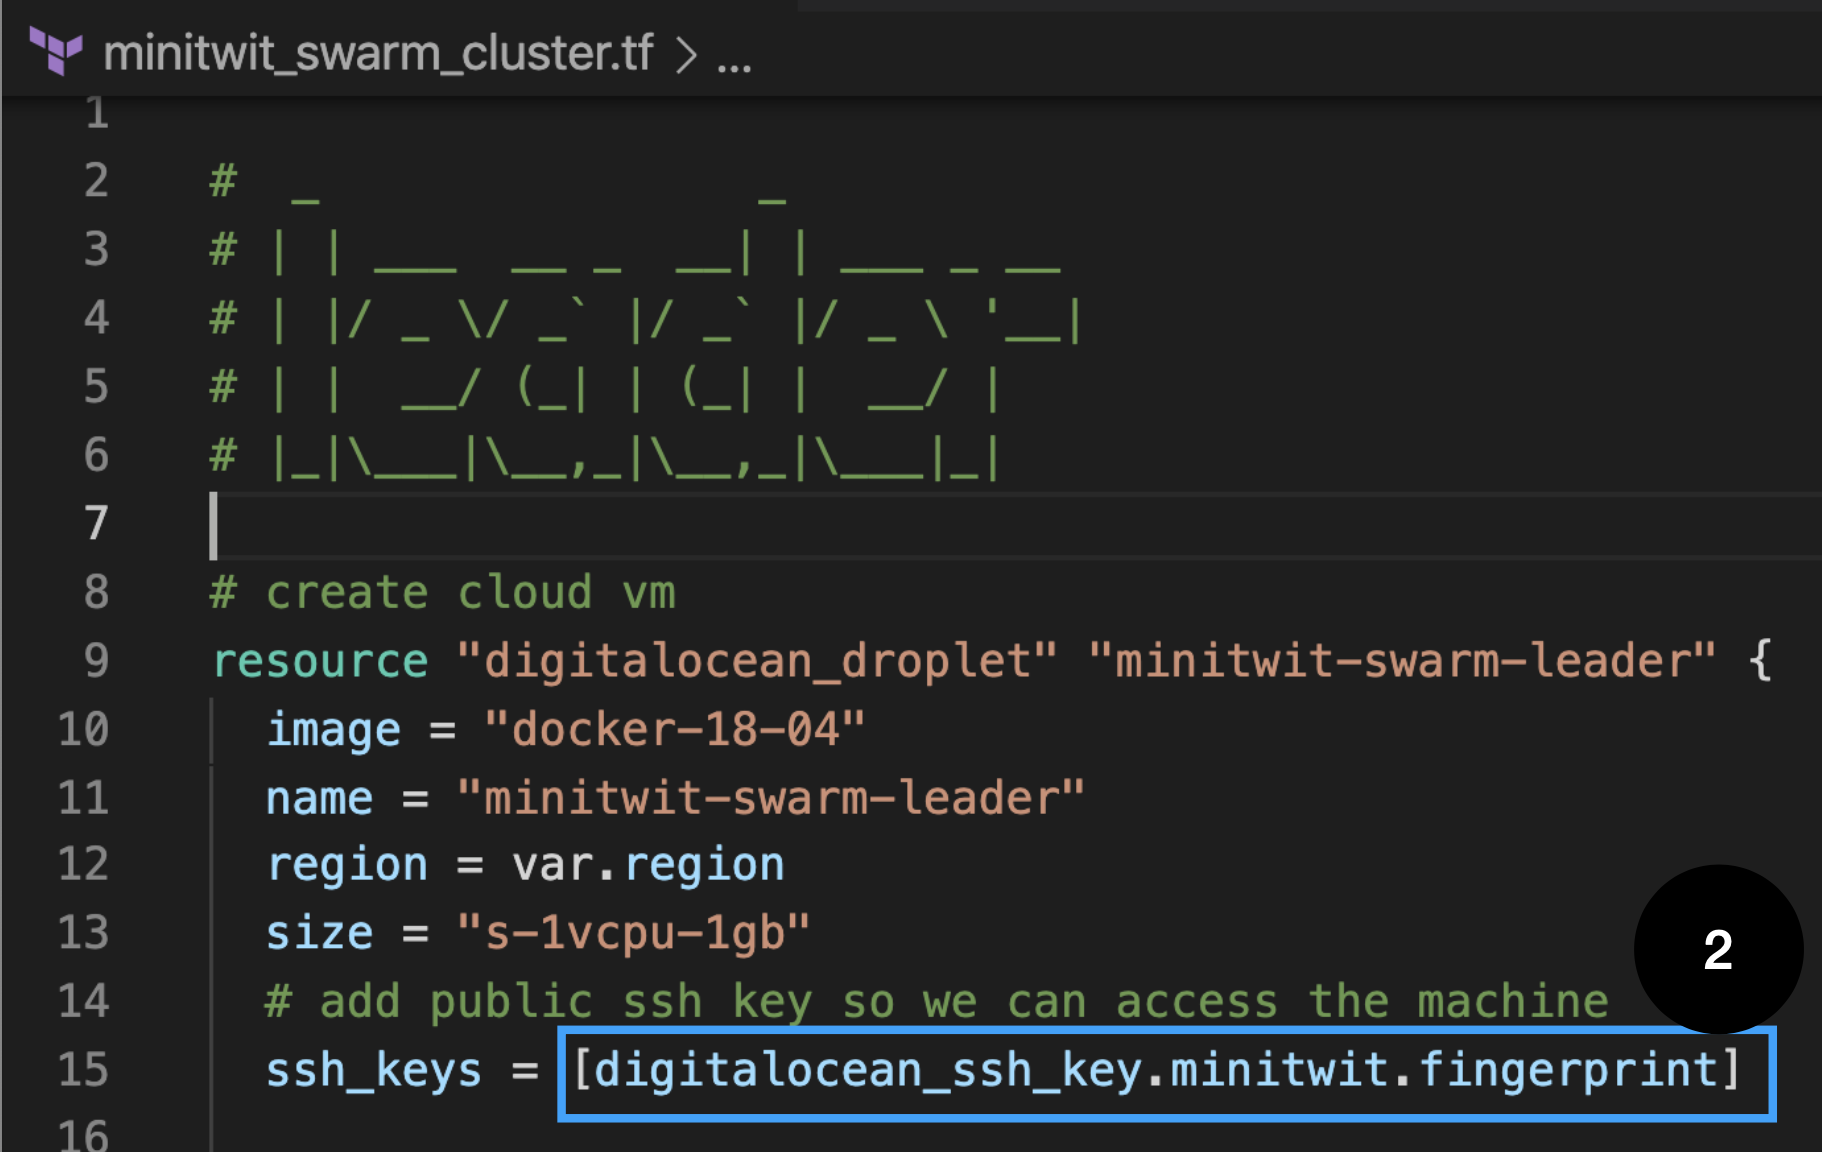 minitwit_swarm_cluster.tf > ...
1
2 #  _                _
3 # | | ___  __ _  __| | ___ _ __
4 # | |/ _ \/ _` |/ _` |/ _ \ '__|
5 # | |  __/ (_| | (_| |  __/ |
6 # |_|\___|\__,_|\__,_|\___|_|
7
8 # create cloud vm
9 resource "digitalocean_droplet" "minitwit-swarm-leader" {
10   image = "docker-18-04"
11   name = "minitwit-swarm-leader"
12   region = var.region
13   size = "s-1vcpu-1gb"
2
14   # add public ssh key so we can access the machine
15   ssh_keys = [digitalocean_ssh_key.minitwit.fingerprint]
16